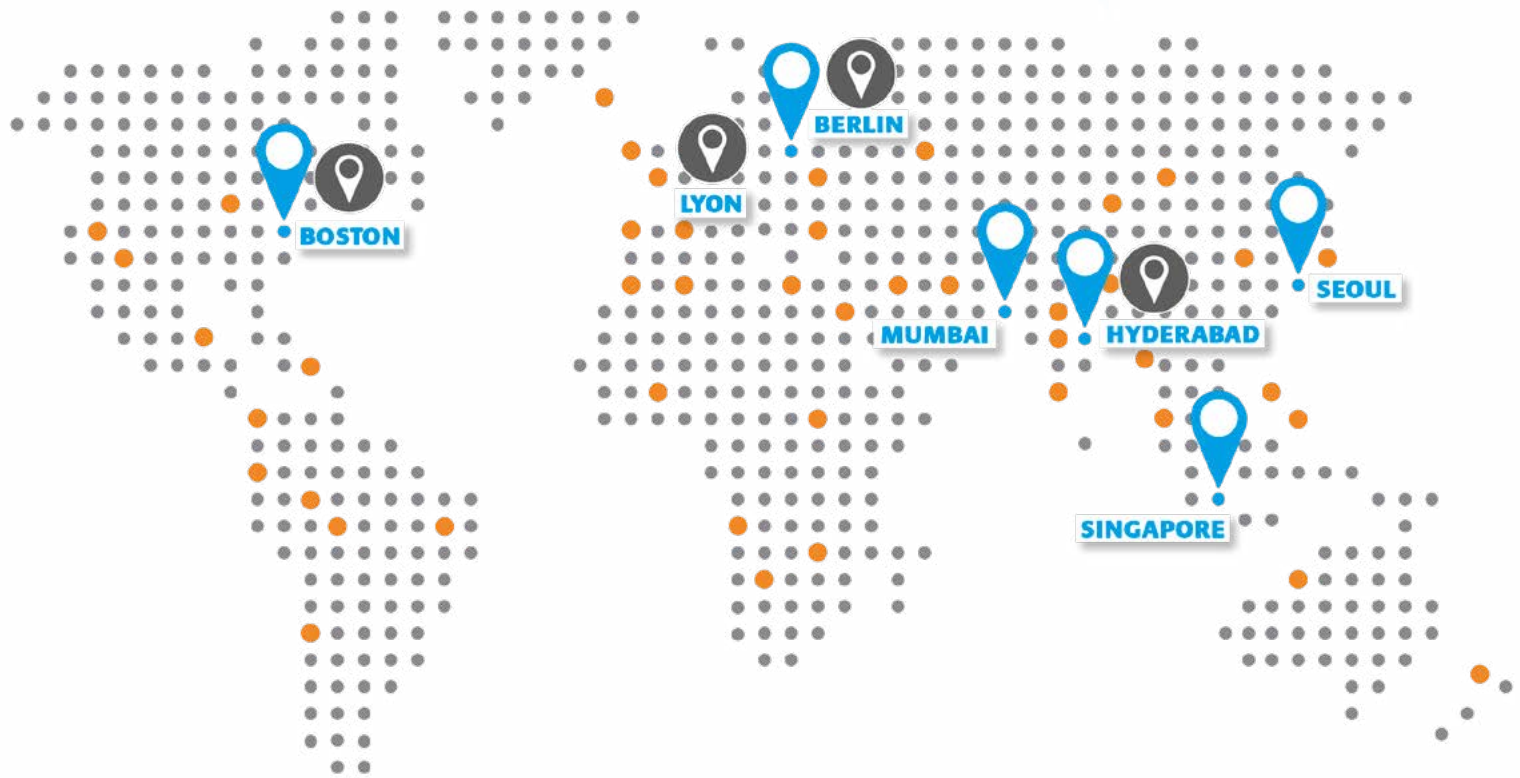 BERLIN
LYON
BOSTON
SEOUL
MUMBAI
HYDERABAD
SINGAPORE